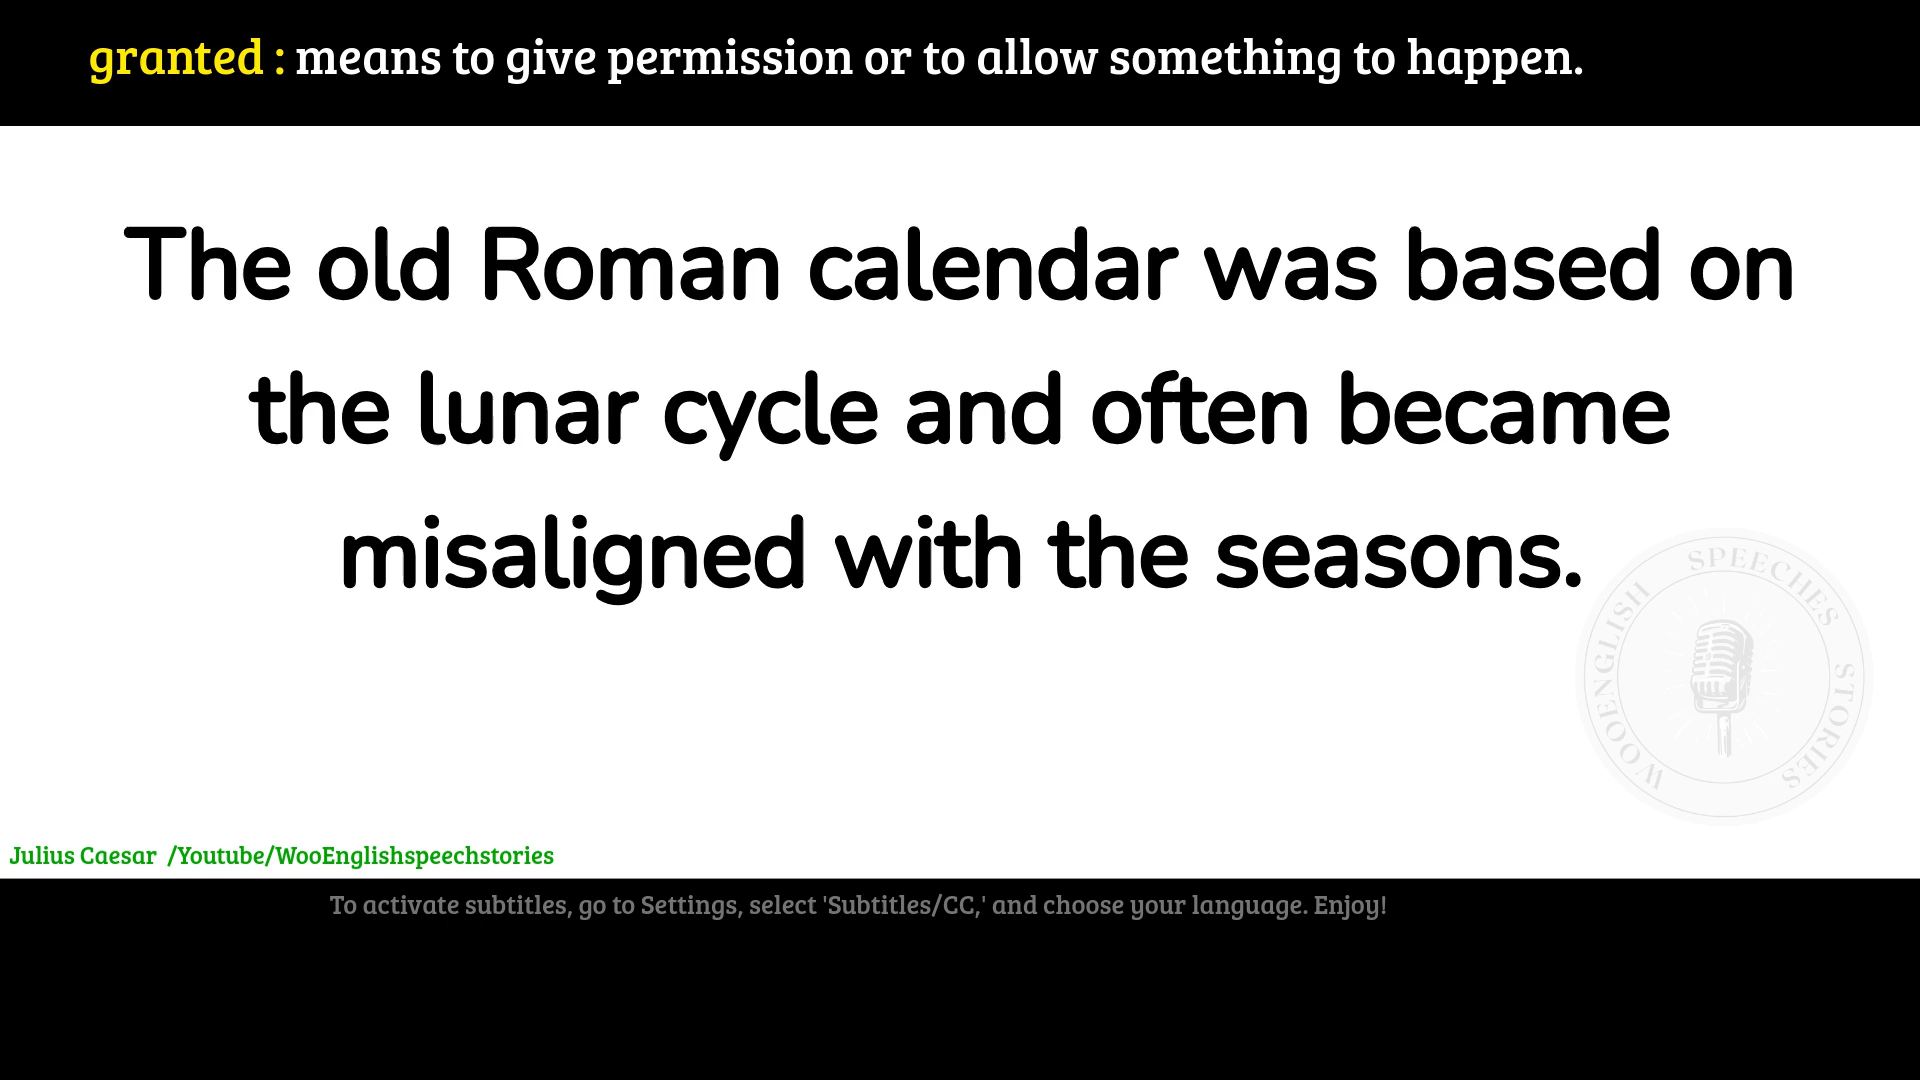 granted : means to give permission or to allow something to happen.
The old Roman calendar was based on
the lunar cycle and often became
misaligned with the seasons.
WOOENGLISH SPEECHES STORIES
Julius Caesar /Youtube/WooEnglishspeechstories
To activate subtitles, go to Settings, select 'Subtitles/CC,' and choose your language. Enjoy!